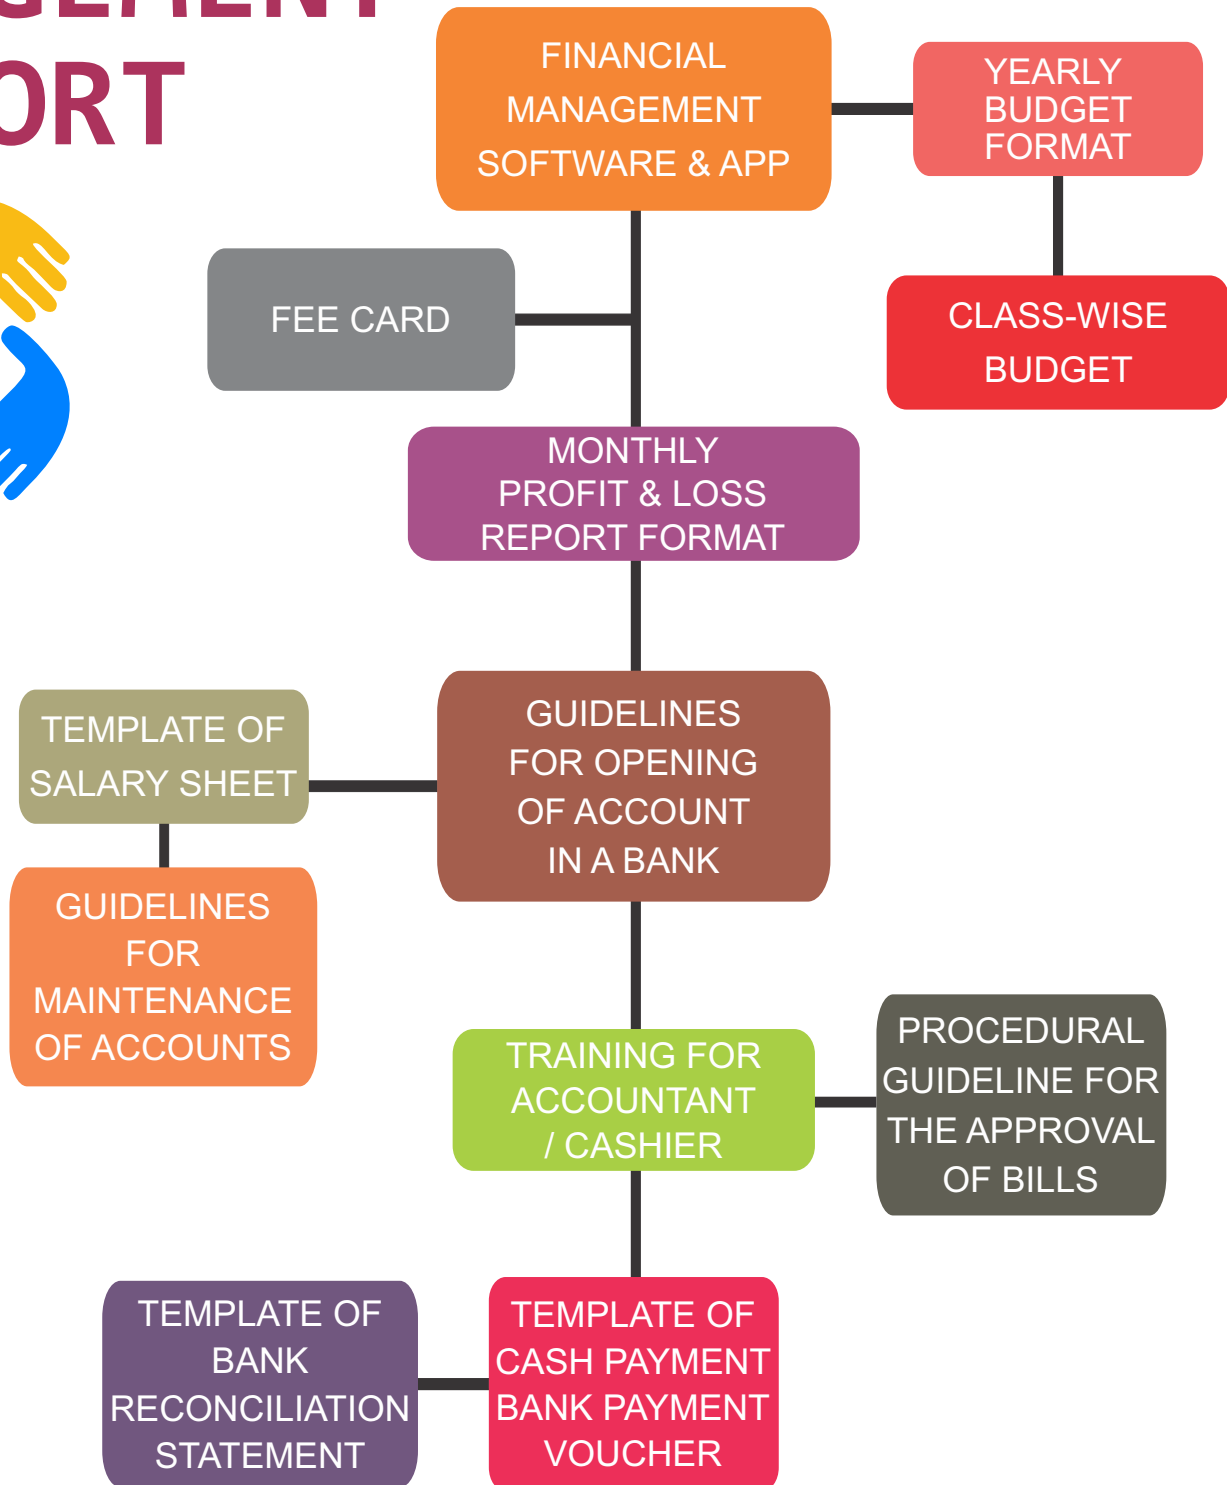 ORT
FINANCIAL
MANAGEMENT
SOFTWARE & APP
YEARLY
BUDGET
FORMAT
FEE CARD
CLASS-WISE
BUDGET
MONTHLY
PROFIT & LOSS
REPORT FORMAT
TEMPLATE OF
SALARY SHEET
GUIDELINES
FOR OPENING
OF ACCOUNT
IN A BANK
GUIDELINES
FOR
MAINTENANCE
OF ACCOUNTS
TRAINING FOR
ACCOUNTANT
/ CASHIER
PROCEDURAL
GUIDELINE FOR
THE APPROVAL
OF BILLS
TEMPLATE OF
BANK
RECONCILIATION
STATEMENT
TEMPLATE OF
CASH PAYMENT
BANK PAYMENT
VOUCHER